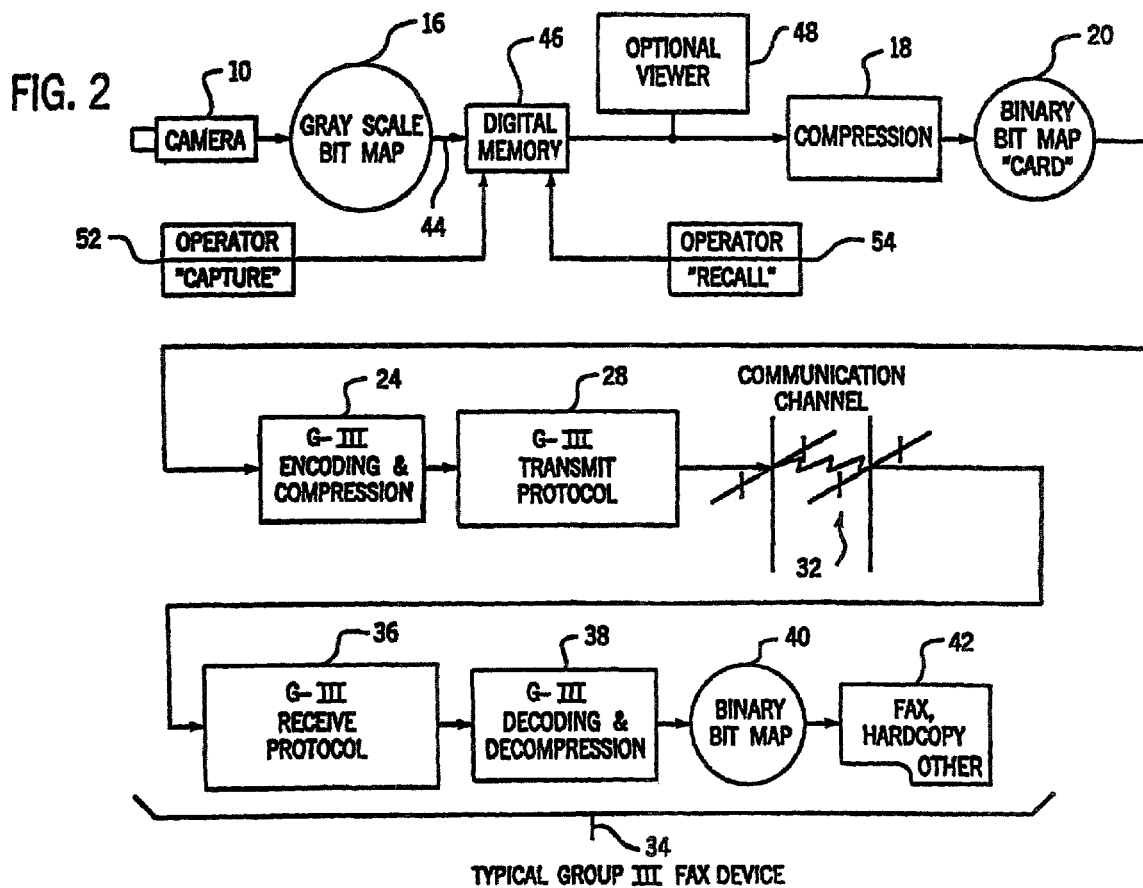 FIG. 2
10
16
46
48
18
20
CAMERA
GRAY SCALE
BIT MAP
44
DIGITAL
MEMORY
OPTIONAL
VIEWER
COMPRESSION
BINARY
BIT MAP
"CARD"
52
OPERATOR
"CAPTURE"
OPERATOR
"RECALL"
54
24
G-III
ENCODING &
COMPRESSION
28
G-III
TRANSMIT
PROTOCOL
COMMUNICATION
CHANNEL
32
36
G-III
RECEIVE
PROTOCOL
38
G-III
DECODING &
DECOMPRESSION
40
BINARY
BIT MAP
42
FAX,
HARDCOPY
OTHER
34
TYPICAL GROUP III FAX DEVICE